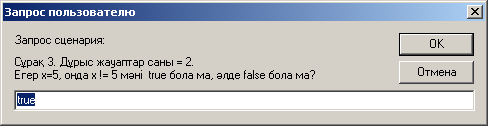 Запрос пользователю
Запрос сценария:
OK
Сұрақ 3. Дұрыс жауаптар саны = 2.
Егер x=5, онда x != 5 мәні  true бола ма, әлде false бола ма?
Отмена
true